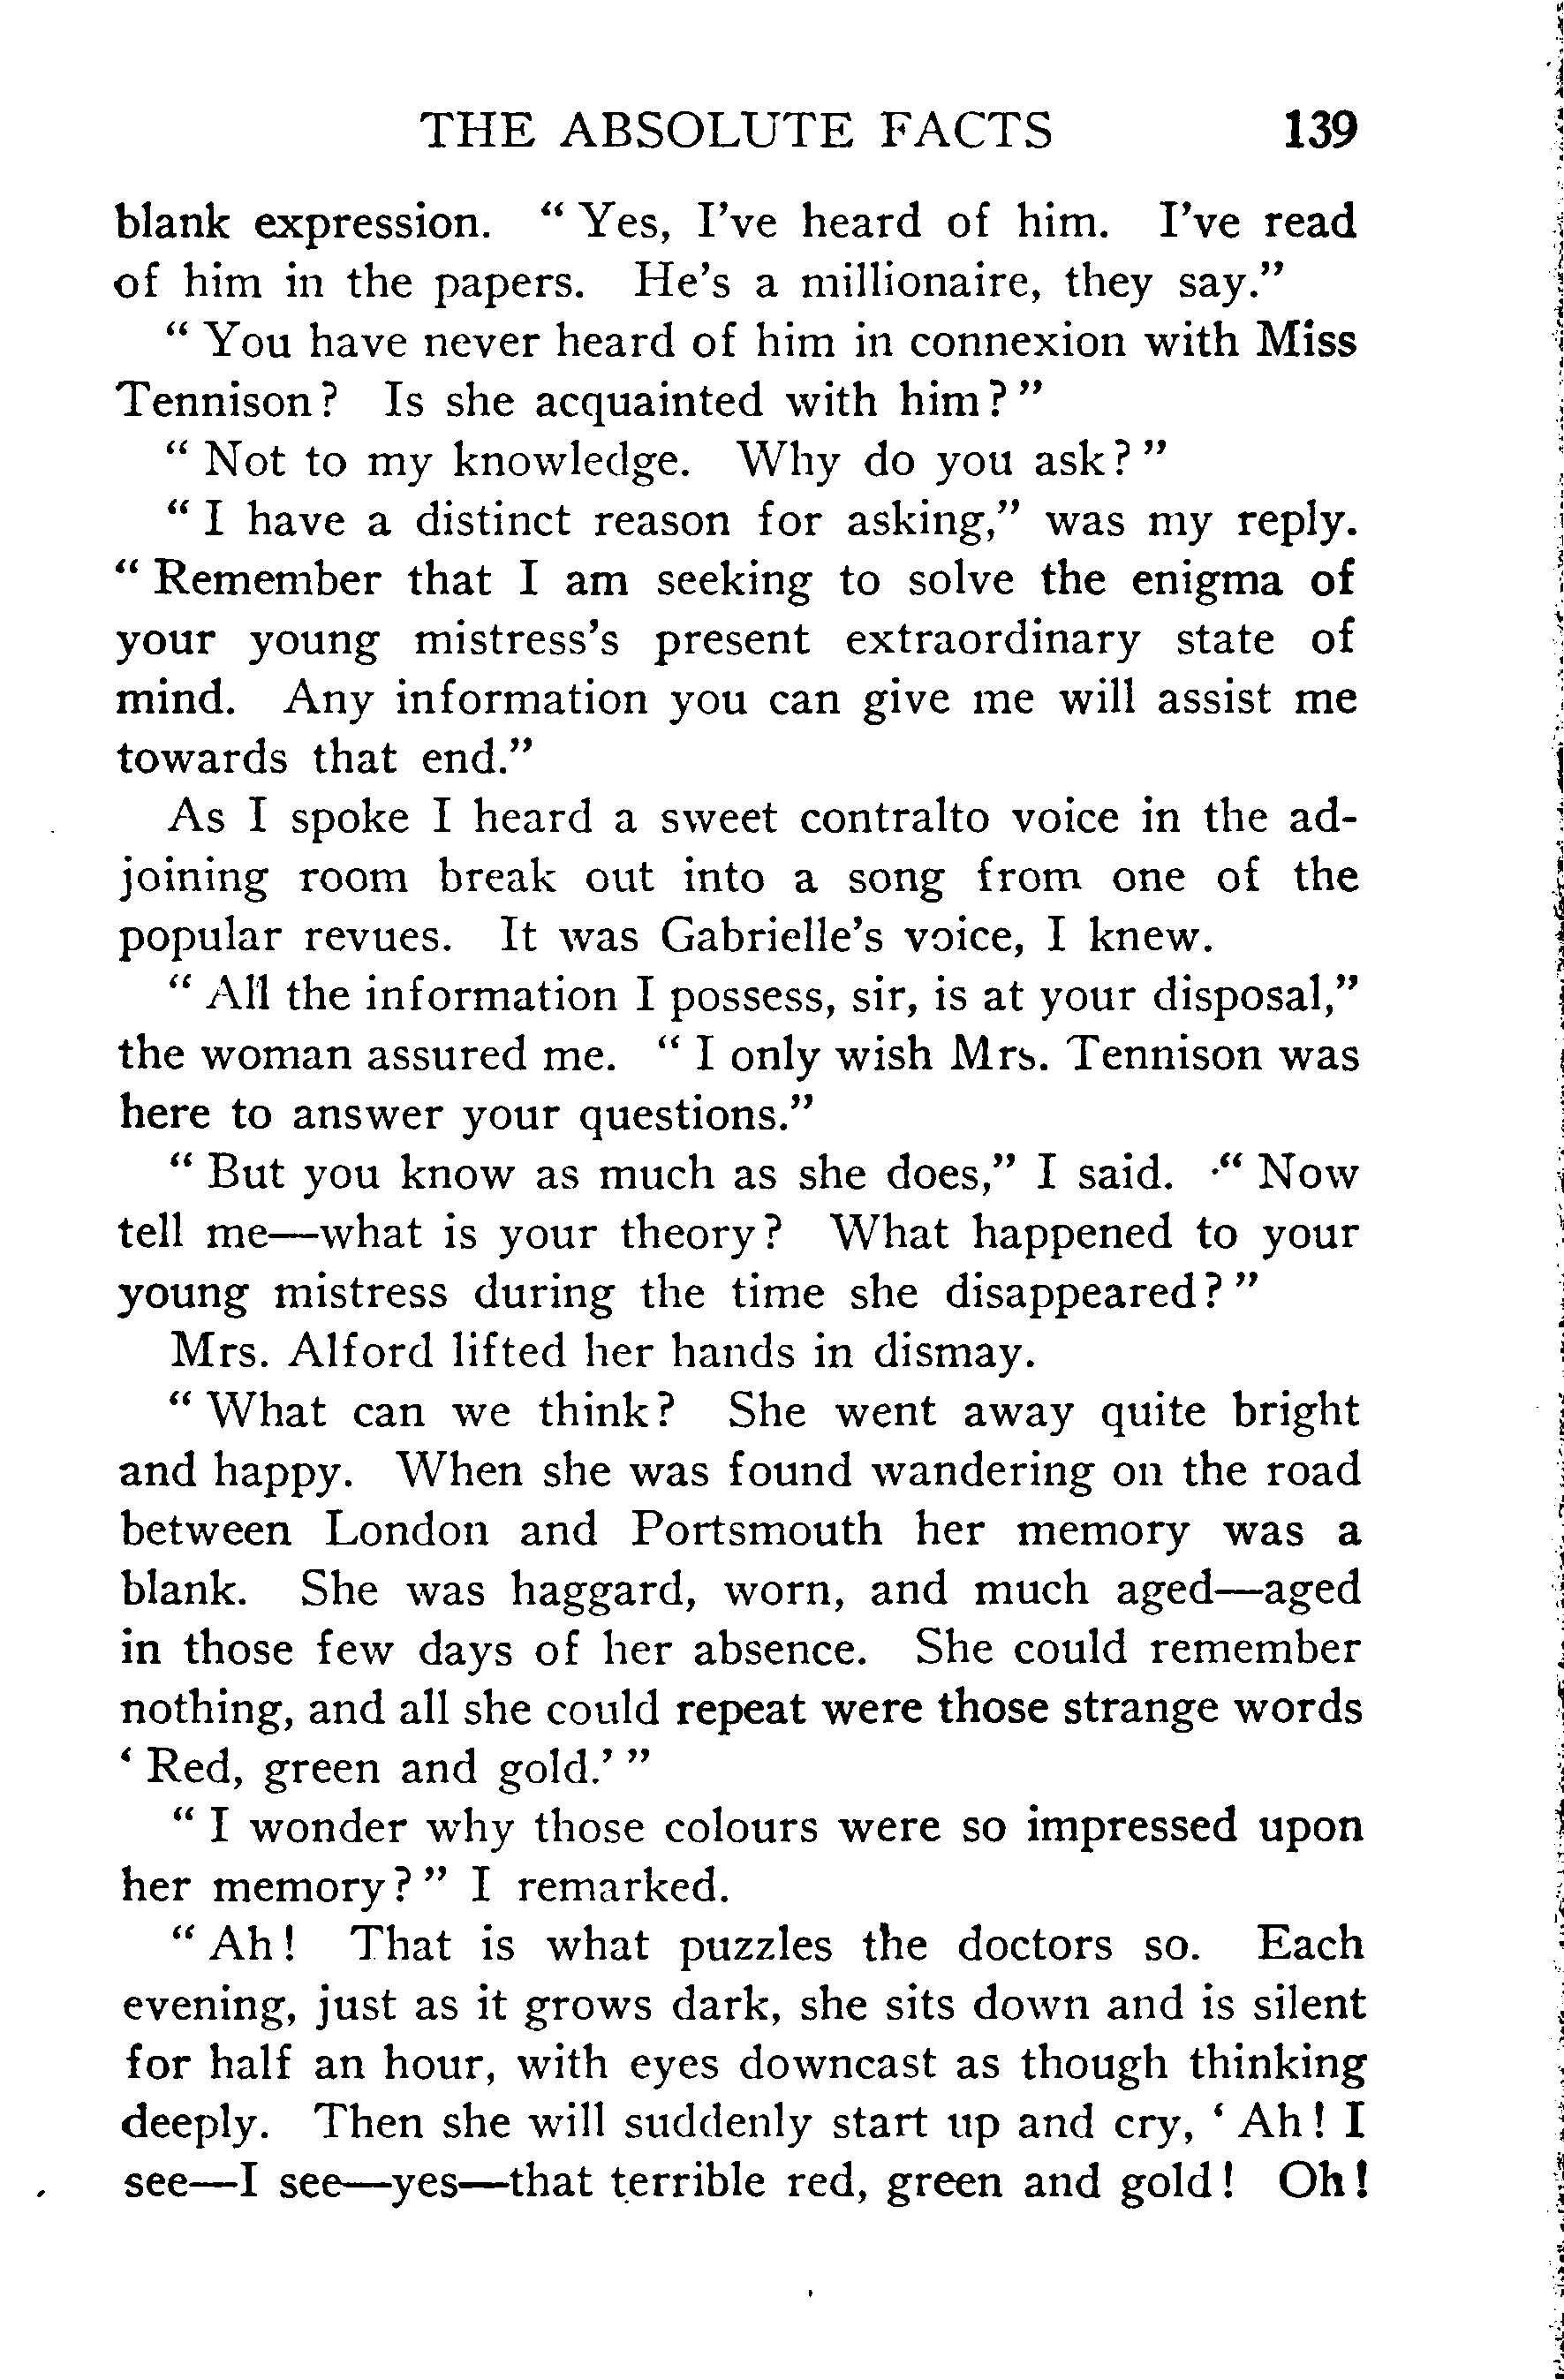 THE ABSOLUTE FACTS 139
blank expression. “ Yes, I’ve heard of him. I’ve read
of him in the papers. He’s a millionaire, they say.”
“ You have never heard of him in connexion with Miss
Tennison? Is she acquainted with him?”
“ Not to my knowledge. Why do you ask?”
“ I have a distinct reason for asking,” was my reply.
“ Remember that I am seeking to solve the enigma of
your young mistress’s present extraordinary state of
mind. Any information you can give me will assist me
towards that end.”
As I spoke I heard a sweet contralto voice in the ad-
joining room break out into a song from one of the
popular revues. It was Gabrielle’s voice, I knew.
“ All the information I possess, sir, is at your disposal,”
the woman assured me. “ I only wish Mrs. Tennison was
here to answer your questions.”
“ But you know as much as she does,” I said. “ Now
tell me—what is your theory? What happened to your
young mistress during the time she disappeared?”
Mrs. Alford lifted her hands in dismay.
“ What can we think? She went away quite bright
and happy. When she was found wandering on the road
between London and Portsmouth her memory was a
blank. She was haggard, worn, and much aged—aged
in those few days of her absence. She could remember
nothing, and all she could repeat were those strange words
‘ Red, green and gold.’ ”
“ I wonder why those colours were so impressed upon
her memory?” I remarked.
“ Ah! That is what puzzles the doctors so. Each
evening, just as it grows dark, she sits down and is silent
for half an hour, with eyes downcast as though thinking
deeply. Then she will suddenly start up and cry, ‘ Ah! I
see—I see—yes—that terrible red, green and gold! Oh!